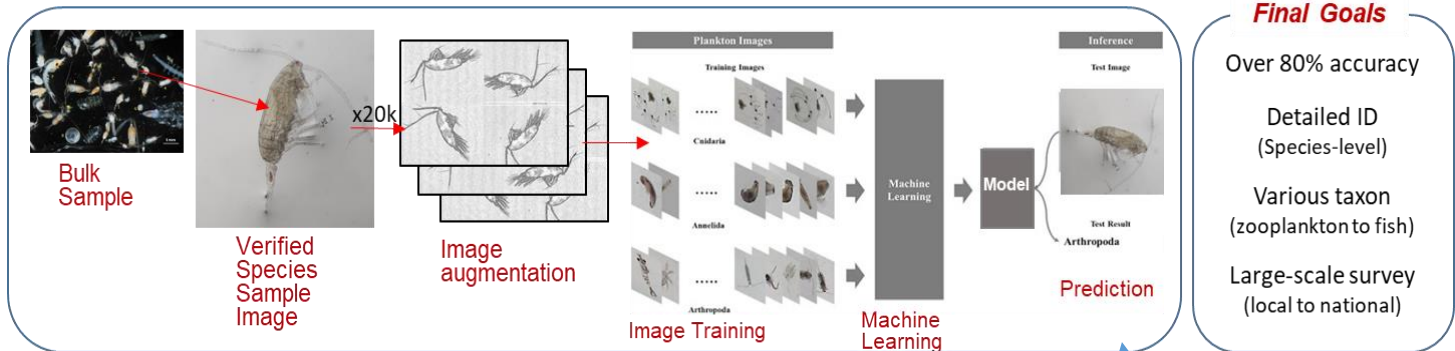 Bulk
Sample
Verified
Species
Sample
Image
x20k
Image
augmentation
Plankton Images
Training Images
.....
Cnidaria
.....
Annelida
.....
Arthropoda
Image Training
Machine
Learning
Machine
Learning
Model
Inference
Test Image
Test Result
Arthropoda
Prediction
Final Goals
Over 80% accuracy
Detailed ID
(Species-level)
Various taxon
(zooplankton to fish)
Large-scale survey
(local to national)